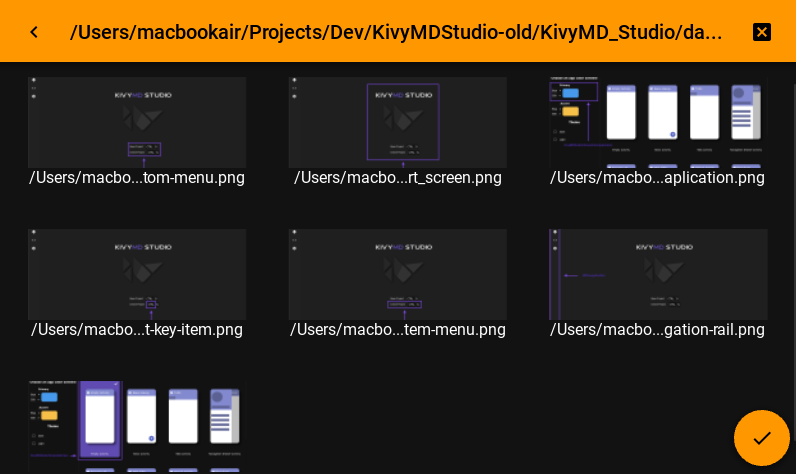 /Users/macbookair/Projects/Dev/KivyMDStudio-old/KivyMD_Studio/da...
KIVYMD STUDIO
KIVYMD STUDIO
/Users/macbo...tom-menu.png
/Users/macbo...rt_screen.png
/Users/macbo...aplication.png
KIVYMD STUDIO
KIVYMD STUDIO
KIVYMD STUDIO
/Users/macbo...t-key-item.png
/Users/macbo...tem-menu.png
/Users/macbo...gation-rail.png